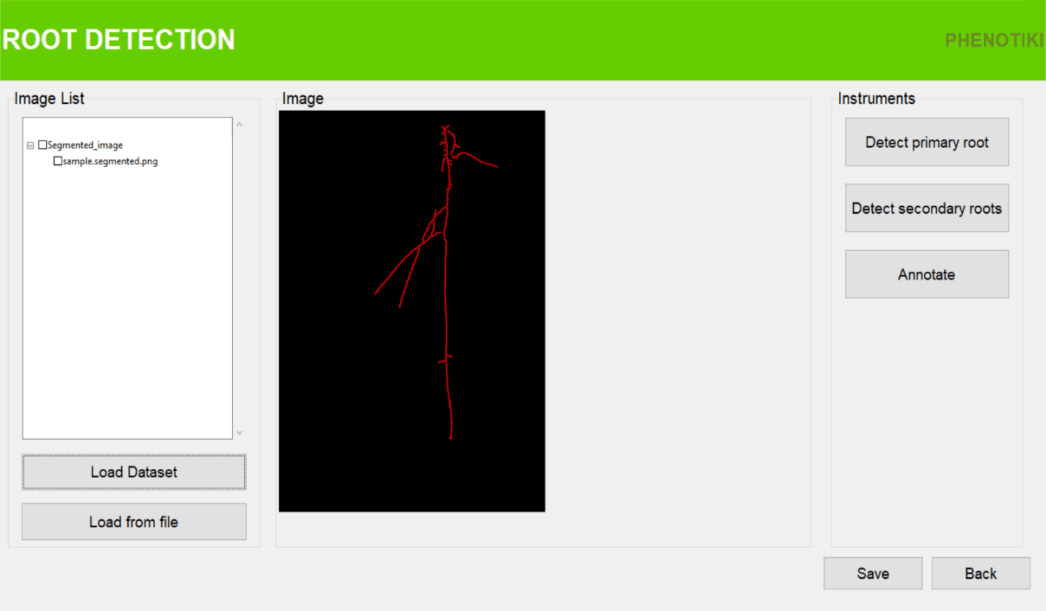 ROOT DETECTION
PHENOTIKI
Image List
Segmented_image
sample.segmented.png
Load Dataset
Load from file
Image
Instruments
Detect primary root
Detect secondary roots
Annotate
Save
Back